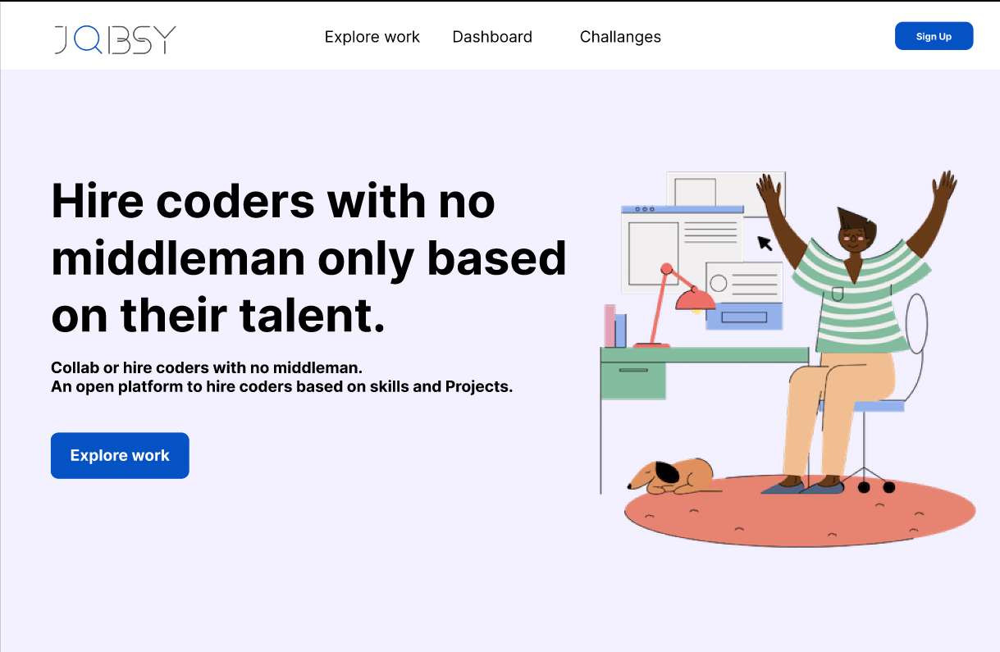 JOBSY
Explore work
Dashboard
Challanges
Sign Up
Hire coders with no
middleman only based
on their talent.
Collab or hire coders with no middleman.
An open platform to hire coders based on skills and Projects.
Explore work